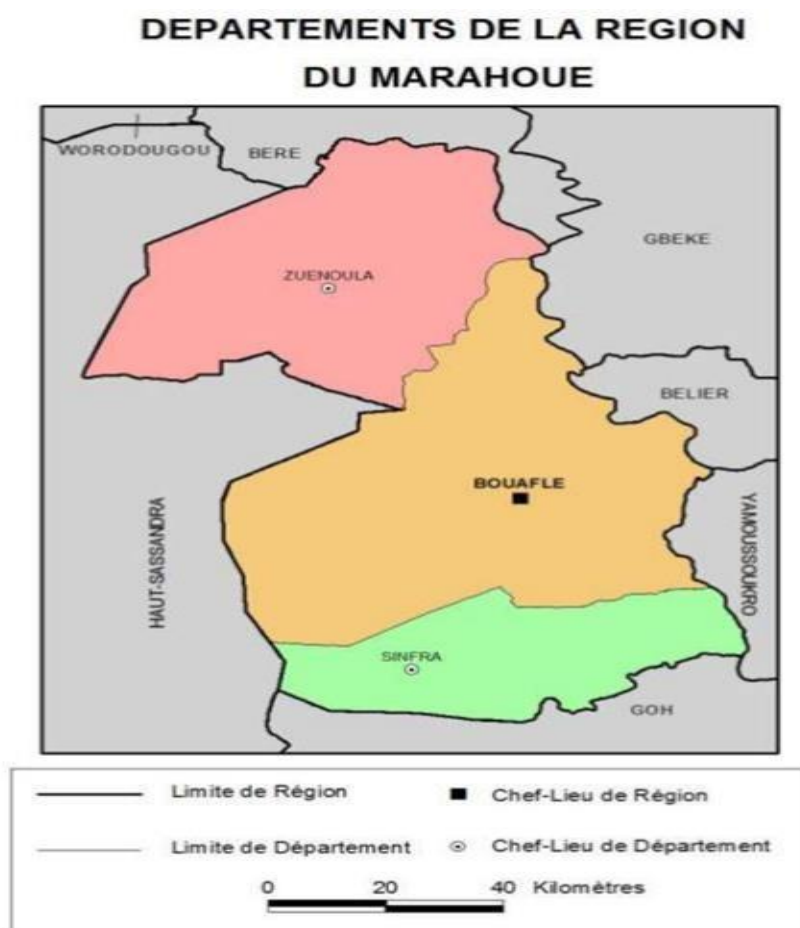 DEPARTEMENTS DE LA REGION
DU MARAHOUE
WORODOUGOU
BERE
GBEKE
ZUENOULA
BELIER
BOUAFLE
HAUT-SASSANDRA
YAMOUSSOUKRO
SINFRA
GOH
Limite de Région
Chef-Lieu de Région
Limite de Département
Chef-Lieu de Département
0 20 40 Kilomètres